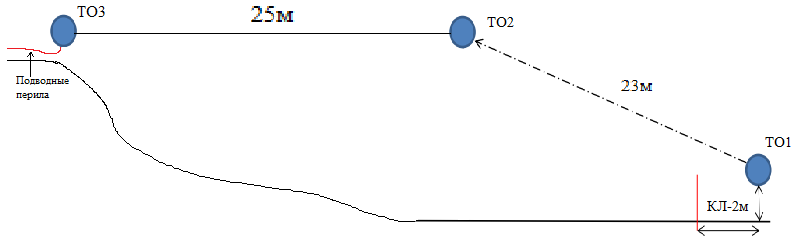 ТО3
25м
ТО2
Подводные
перила
23м
ТО1
КЛ-2м